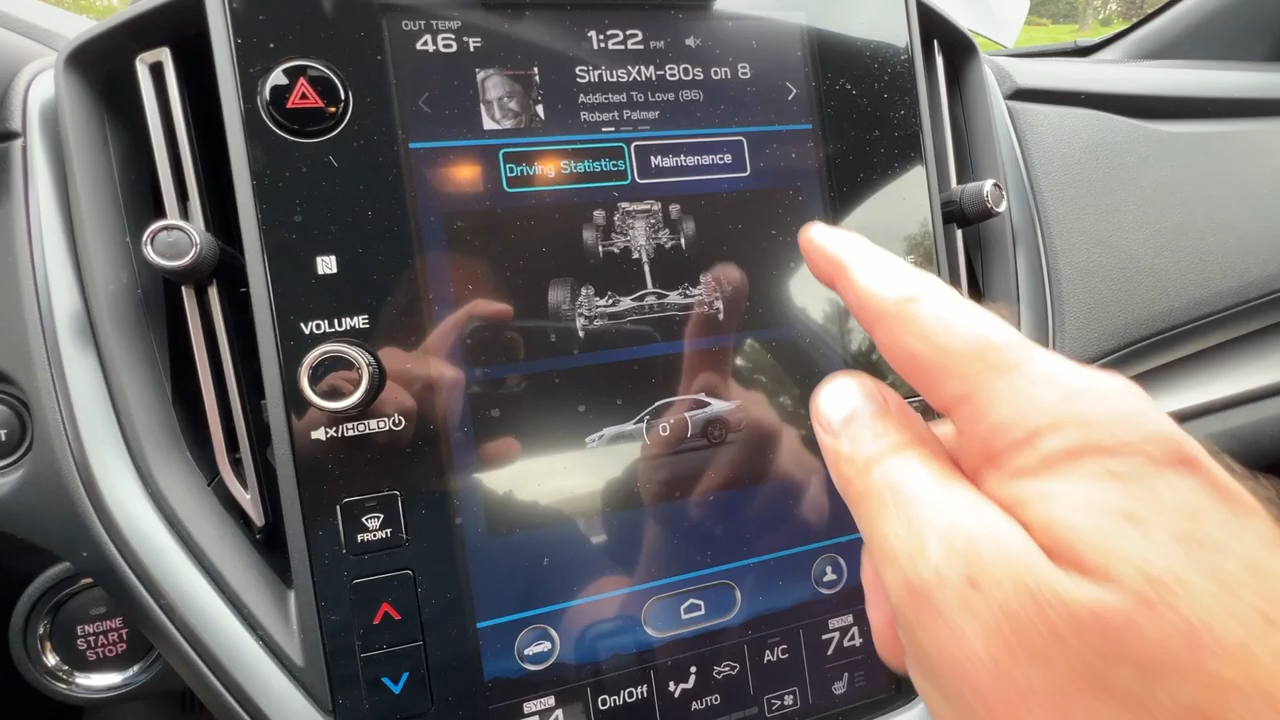 OUT TEMP
46 °F
1:22 PM
SiriusXM-80s on 8
Addicted To Love (86)
Robert Palmer
Driving Statistics
Maintenance
VOLUME
HOLD
0°
FRONT
ENGINE
START
STOP
SYNC
On/Off
AUTO
A/C
SYNC
74